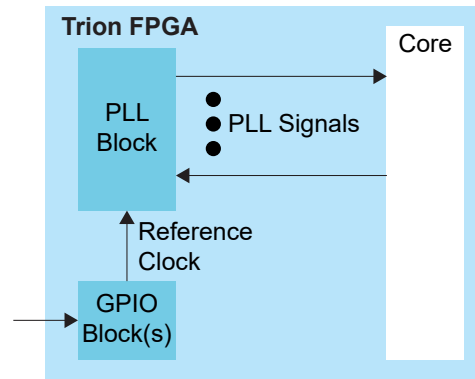 Trion FPGA
Core
PLL
Block
PLL Signals
Reference
Clock
GPIO
Block(s)